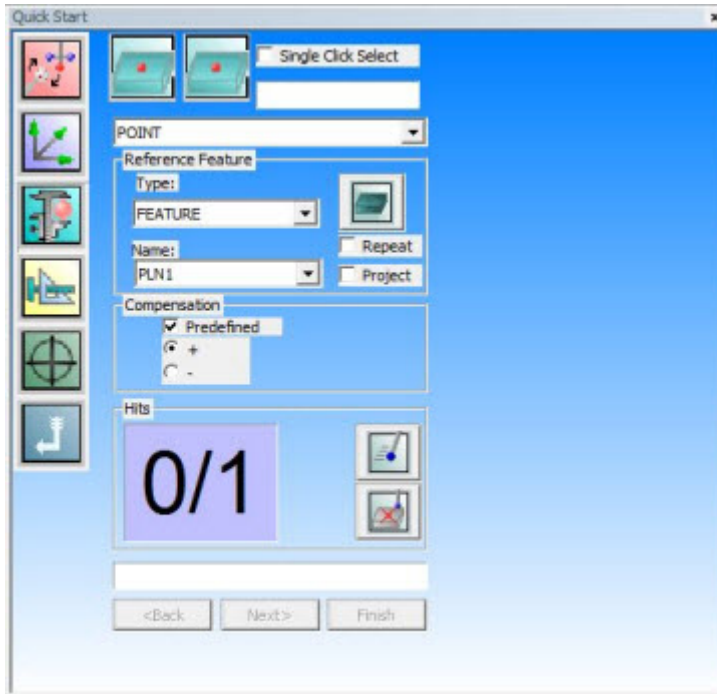 Quick Start
Single Click Select
POINT
Reference Feature
Type:
FEATURE
Repeat
Name:
PLN1
Project
Compensation
Predefined
+
-
Hits
0/1
<Back
Next>
Finish